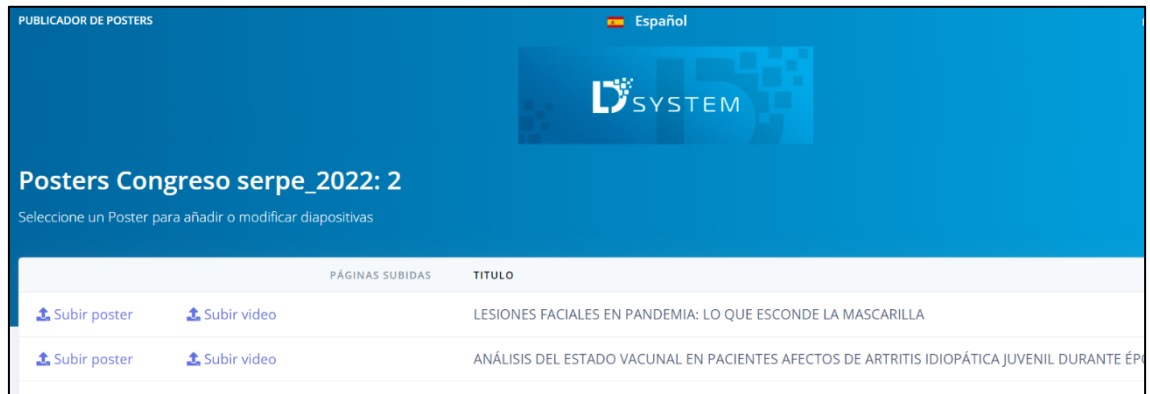 PUBLICADOR DE POSTERS
Español
D SYSTEM
Posters Congreso serpe_2022: 2
Seleccione un Poster para añadir o modificar diapositivas
PÁGINAS SUBIDAS TITULO
Subir poster Subir video LESIONES FACIALES EN PANDEMIA: LO QUE ESCONDE LA MASCARILLA
Subir poster Subir video ANÁLISIS DEL ESTADO VACUNAL EN PACIENTES AFECTOS DE ARTRITIS IDIOPÁTICA JUVENIL DURANTE